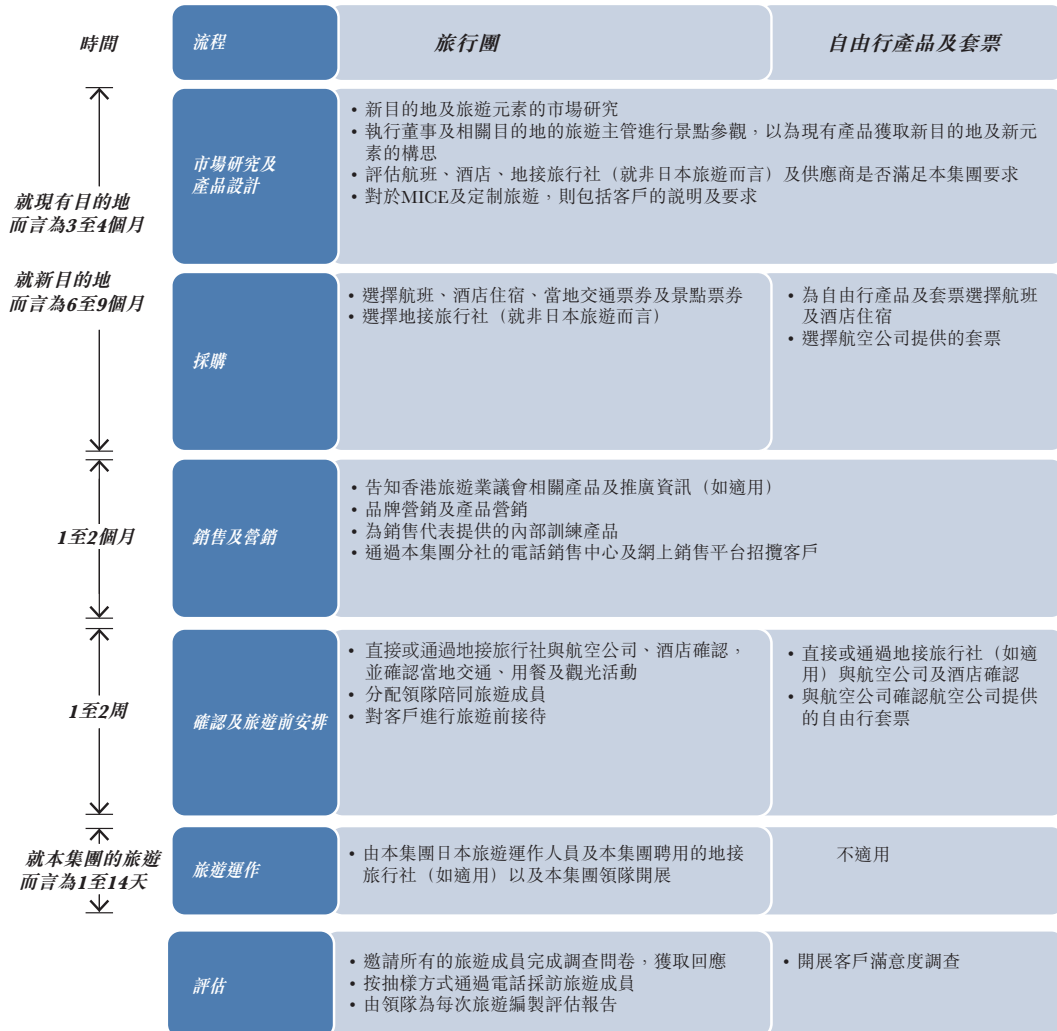 時間
流程
旅行團
自由行產品及套票
就現有目的地
而言為3至4個月
就新目的地
而言為6至9個月
市場研究及
產品設計
• 新目的地及旅遊元素的市場研究
• 執行董事及相關目的地的旅遊主管進行景點參觀，以為現有產品獲取新目的地及新元
素的構思
• 評估航班、酒店、地接旅行社（就非日本旅遊而言）及供應商是否滿足本集團要求
• 對於MICE及定制旅遊，則包括客戶的説明及要求
採購
• 選擇航班、酒店住宿、當地交通票券及景點票券
• 選擇地接旅行社（就非日本旅遊而言）
• 為自由行產品及套票選擇航班
及酒店住宿
• 選擇航空公司提供的套票
1至2個月
銷售及營銷
• 告知香港旅遊業議會相關產品及推廣資訊（如適用）
• 品牌營銷及產品營銷
• 為銷售代表提供的內部訓練產品
• 通過本集團分社的電話銷售中心及網上銷售平台招攬客戶
1至2周
確認及旅遊前安排
• 直接或通過地接旅行社與航空公司、酒店確認，
並確認當地交通、用餐及觀光活動
• 分配領隊陪同旅遊成員
• 對客戶進行旅遊前接待
• 直接或通過地接旅行社（如適
用）與航空公司及酒店確認
• 與航空公司確認航空公司提供
的自由行套票
就本集團的旅遊
而言為1至14天
旅遊運作
• 由本集團日本旅遊運作人員及本集團聘用的地接
旅行社（如適用）以及本集團領隊開展
不適用
評估
• 邀請所有的旅遊成員完成調查問卷，獲取回應
• 按抽樣方式通過電話採訪旅遊成員
• 由領隊為每次旅遊編製評估報告
• 開展客戶滿意度調查